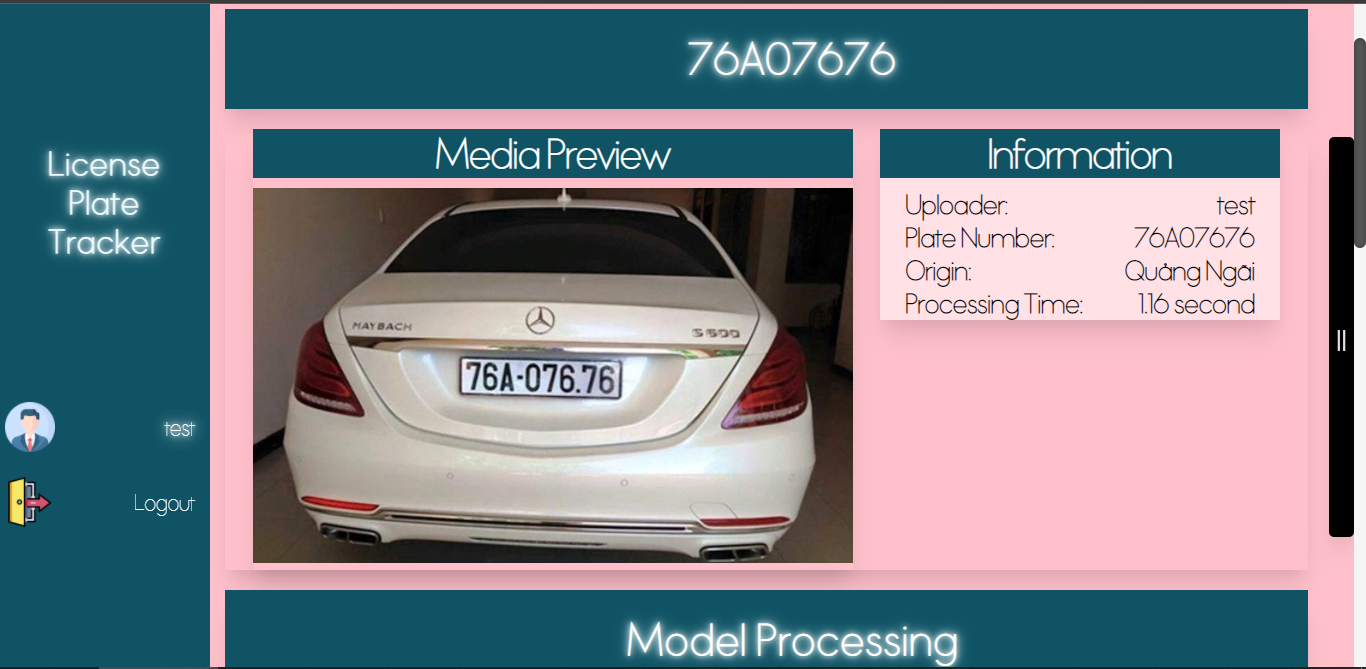 76A07676
License
Plate
Tracker
Media Preview
Information
MAYBACH
S 600
76A-076.76
Uploader: test
Plate Number: 76A07676
Origin: Quảng Ngãi
Processing Time: 1.16 second
test
Logout
Model Processing